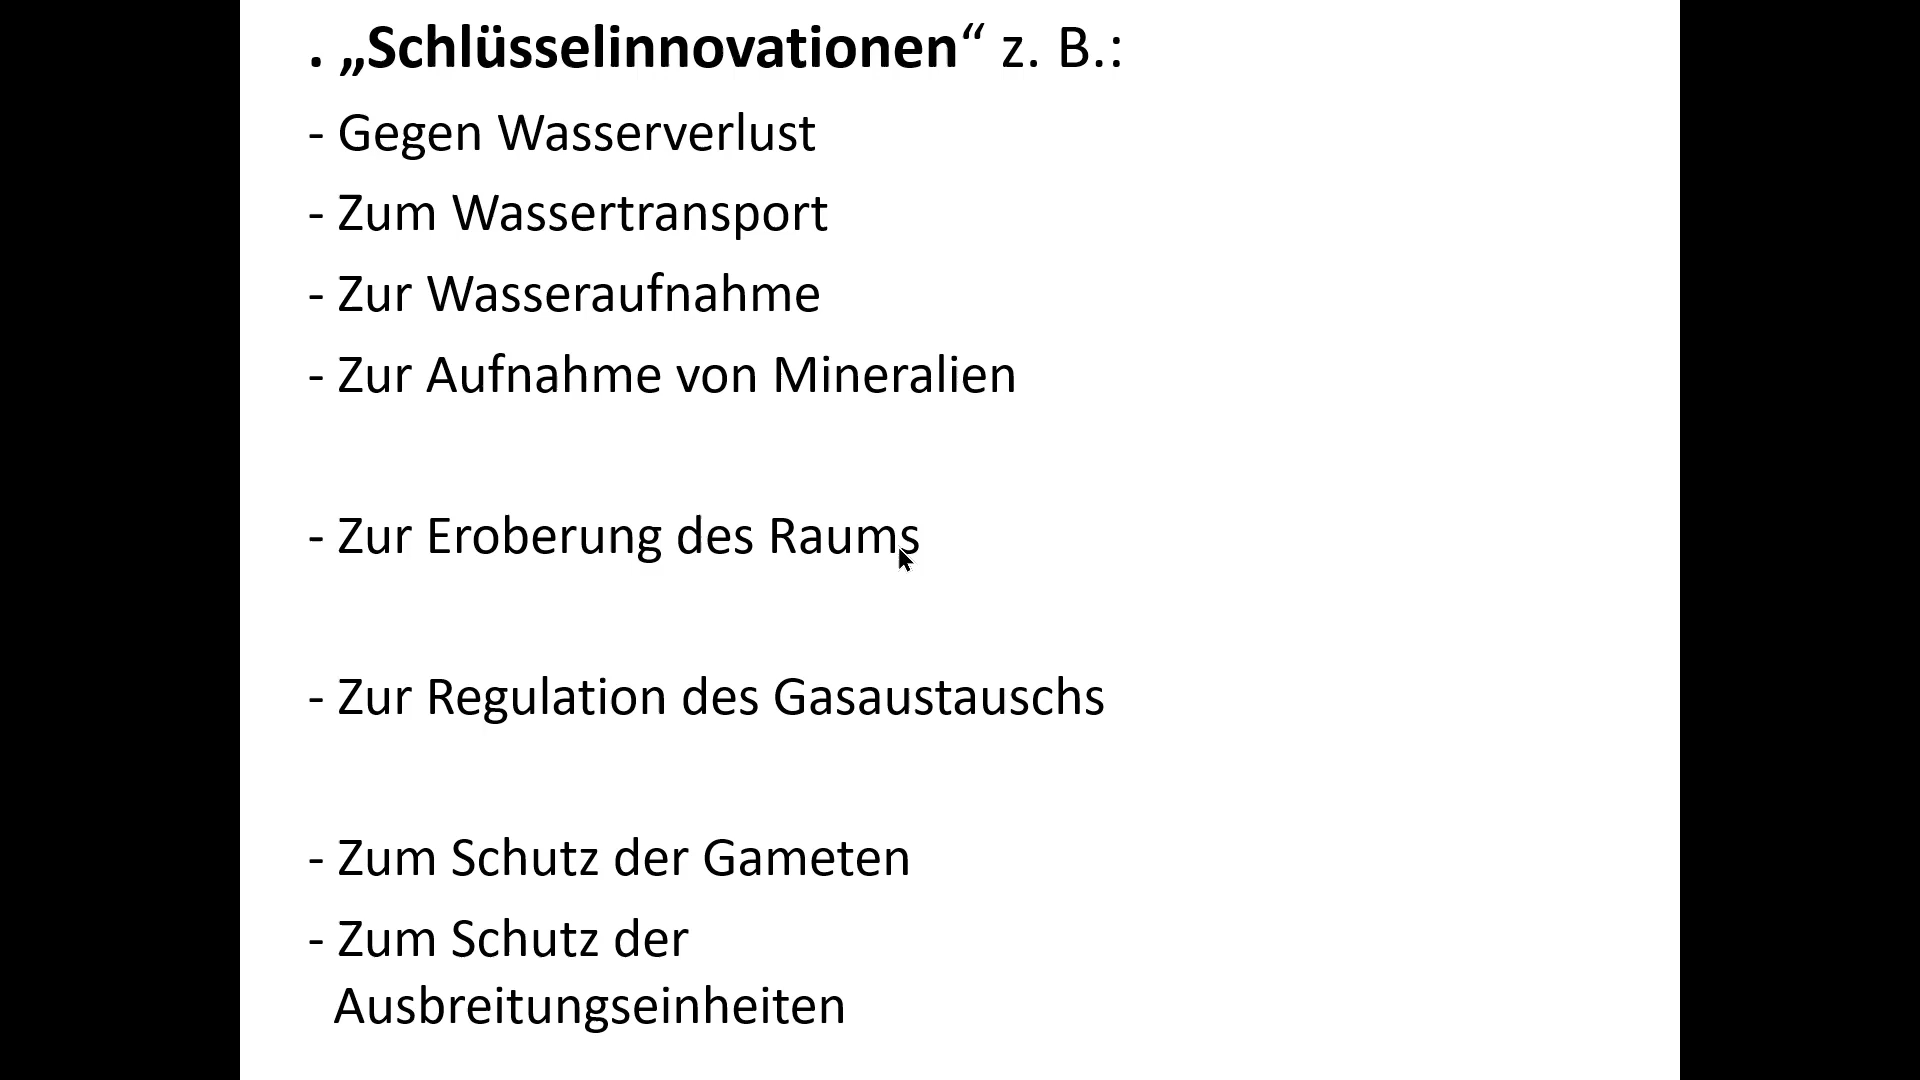 . „Schlüsselinnovationen“ z. B.:
- Gegen Wasserverlust
- Zum Wassertransport
- Zur Wasseraufnahme
- Zur Aufnahme von Mineralien
- Zur Eroberung des Raums
- Zur Regulation des Gasaustauschs
- Zum Schutz der Gameten
- Zum Schutz der
Ausbreitungseinheiten